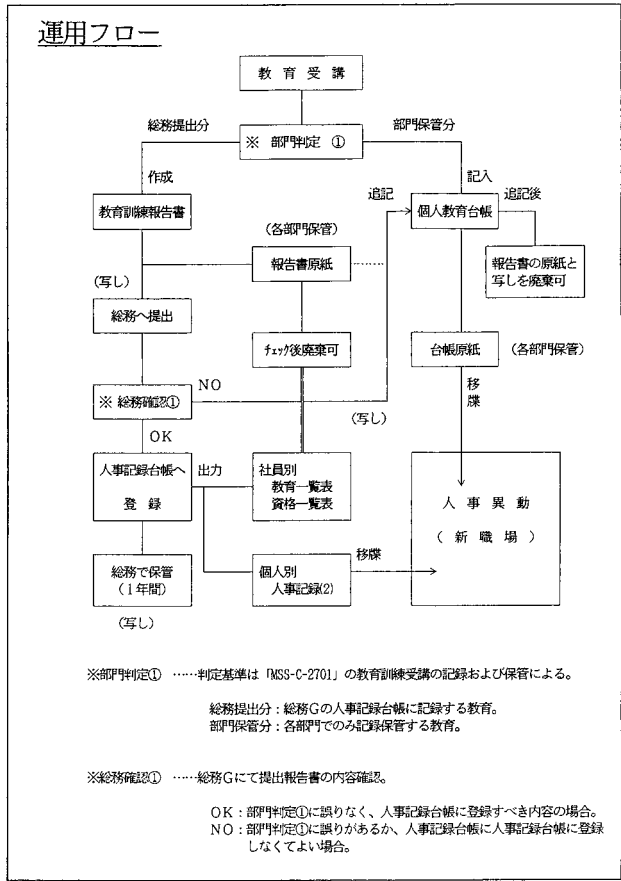 運用フロー
教 育 受 講
総務提出分
※ 部門判定 ①
部門保管分
作成
記入
教育訓練報告書
追記
個人教育台帳
追記後
(各部門保管)
報告書原紙
報告書の原紙と
写しを廃棄可
(写し)
総務へ提出
ﾁｪｯｸ後廃棄可
台帳原紙
(各部門保管)
移
牒
※ 総務確認①
NO
(写し)
OK
人事記録台帳へ
登 録
出力
社員別
教育一覧表
資格一覧表
人 事 異 動
( 新 職 場 )
総務で保管
(1年間)
個人別
人事記録(2)
移牒
(写し)
※部門判定① ……判定基準は「MSS-C-2701」の教育訓練受講の記録および保管による。
総務提出分：総務Gの人事記録台帳に記録する教育。
部門保管分：各部門でのみ記録保管する教育。
※総務確認① ……総務Gにて提出報告書の内容確認。
OK：部門判定①に誤りなく、人事記録台帳に登録すべき内容の場合。
NO：部門判定①に誤りがあるか、人事記録台帳に人事記録台帳に登録
しなくてよい場合。